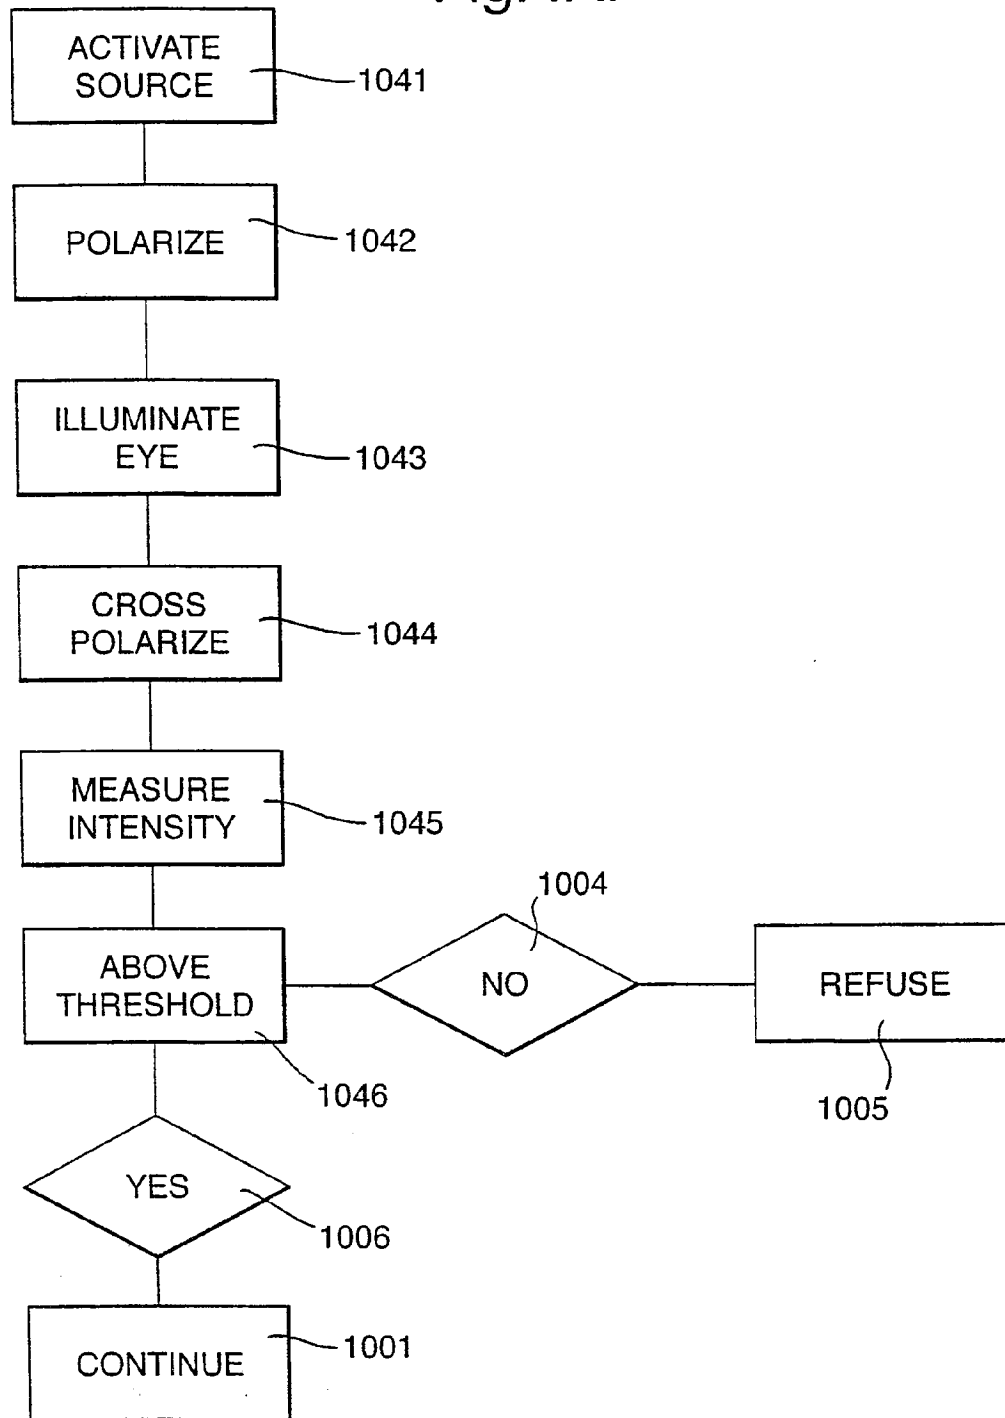 ACTIVATE
SOURCE
1041
POLARIZE
1042
ILLUMINATE
EYE
1043
CROSS
POLARIZE
1044
MEASURE
INTENSITY
1045
ABOVE
THRESHOLD
1046
NO
1004
REFUSE
1005
YES
1006
CONTINUE
1001